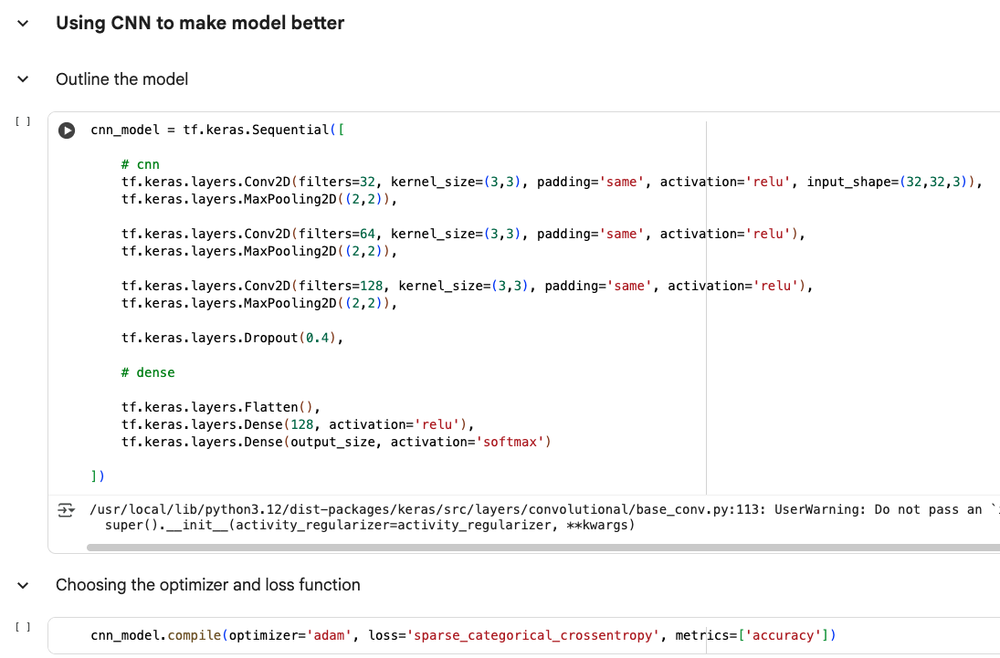 Using CNN to make model better
Outline the model
[ ]
cnn_model = tf.keras.Sequential([
# cnn
tf.keras.layers.Conv2D(filters=32, kernel_size=(3,3), padding='same', activation='relu', input_shape=(32,32,3)),
tf.keras.layers.MaxPooling2D((2,2)),
tf.keras.layers.Conv2D(filters=64, kernel_size=(3,3), padding='same', activation='relu'),
tf.keras.layers.MaxPooling2D((2,2)),
tf.keras.layers.Conv2D(filters=128, kernel_size=(3,3), padding='same', activation='relu'),
tf.keras.layers.MaxPooling2D((2,2)),
tf.keras.layers.Dropout(0.4),
# dense
tf.keras.layers.Flatten(),
tf.keras.layers.Dense(128, activation='relu'),
tf.keras.layers.Dense(output_size, activation='softmax')
])
/usr/local/lib/python3.12/dist-packages/keras/src/layers/convolutional/base_conv.py:113: UserWarning: Do not pass an `
super().__init__(activity_regularizer=activity_regularizer, **kwargs)
Choosing the optimizer and loss function
[ ]
cnn_model.compile(optimizer='adam', loss='sparse_categorical_crossentropy', metrics=['accuracy'])